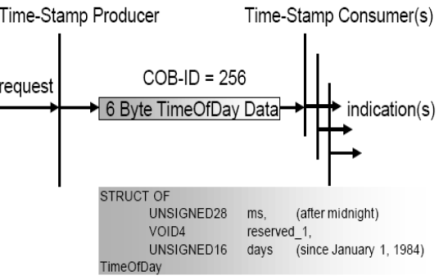 Time-Stamp Producer Time-Stamp Consumer(s)
request
COB-ID = 256
6 Byte TimeOfDay Data
indication(s)
STRUCT OF
UNSIGNED28 ms, (after midnight)
VOID4 reserved_1,
UNSIGNED16 days (since January 1, 1984)
TimeOfDay